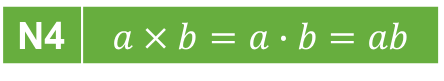 N4 a × b = a · b = ab